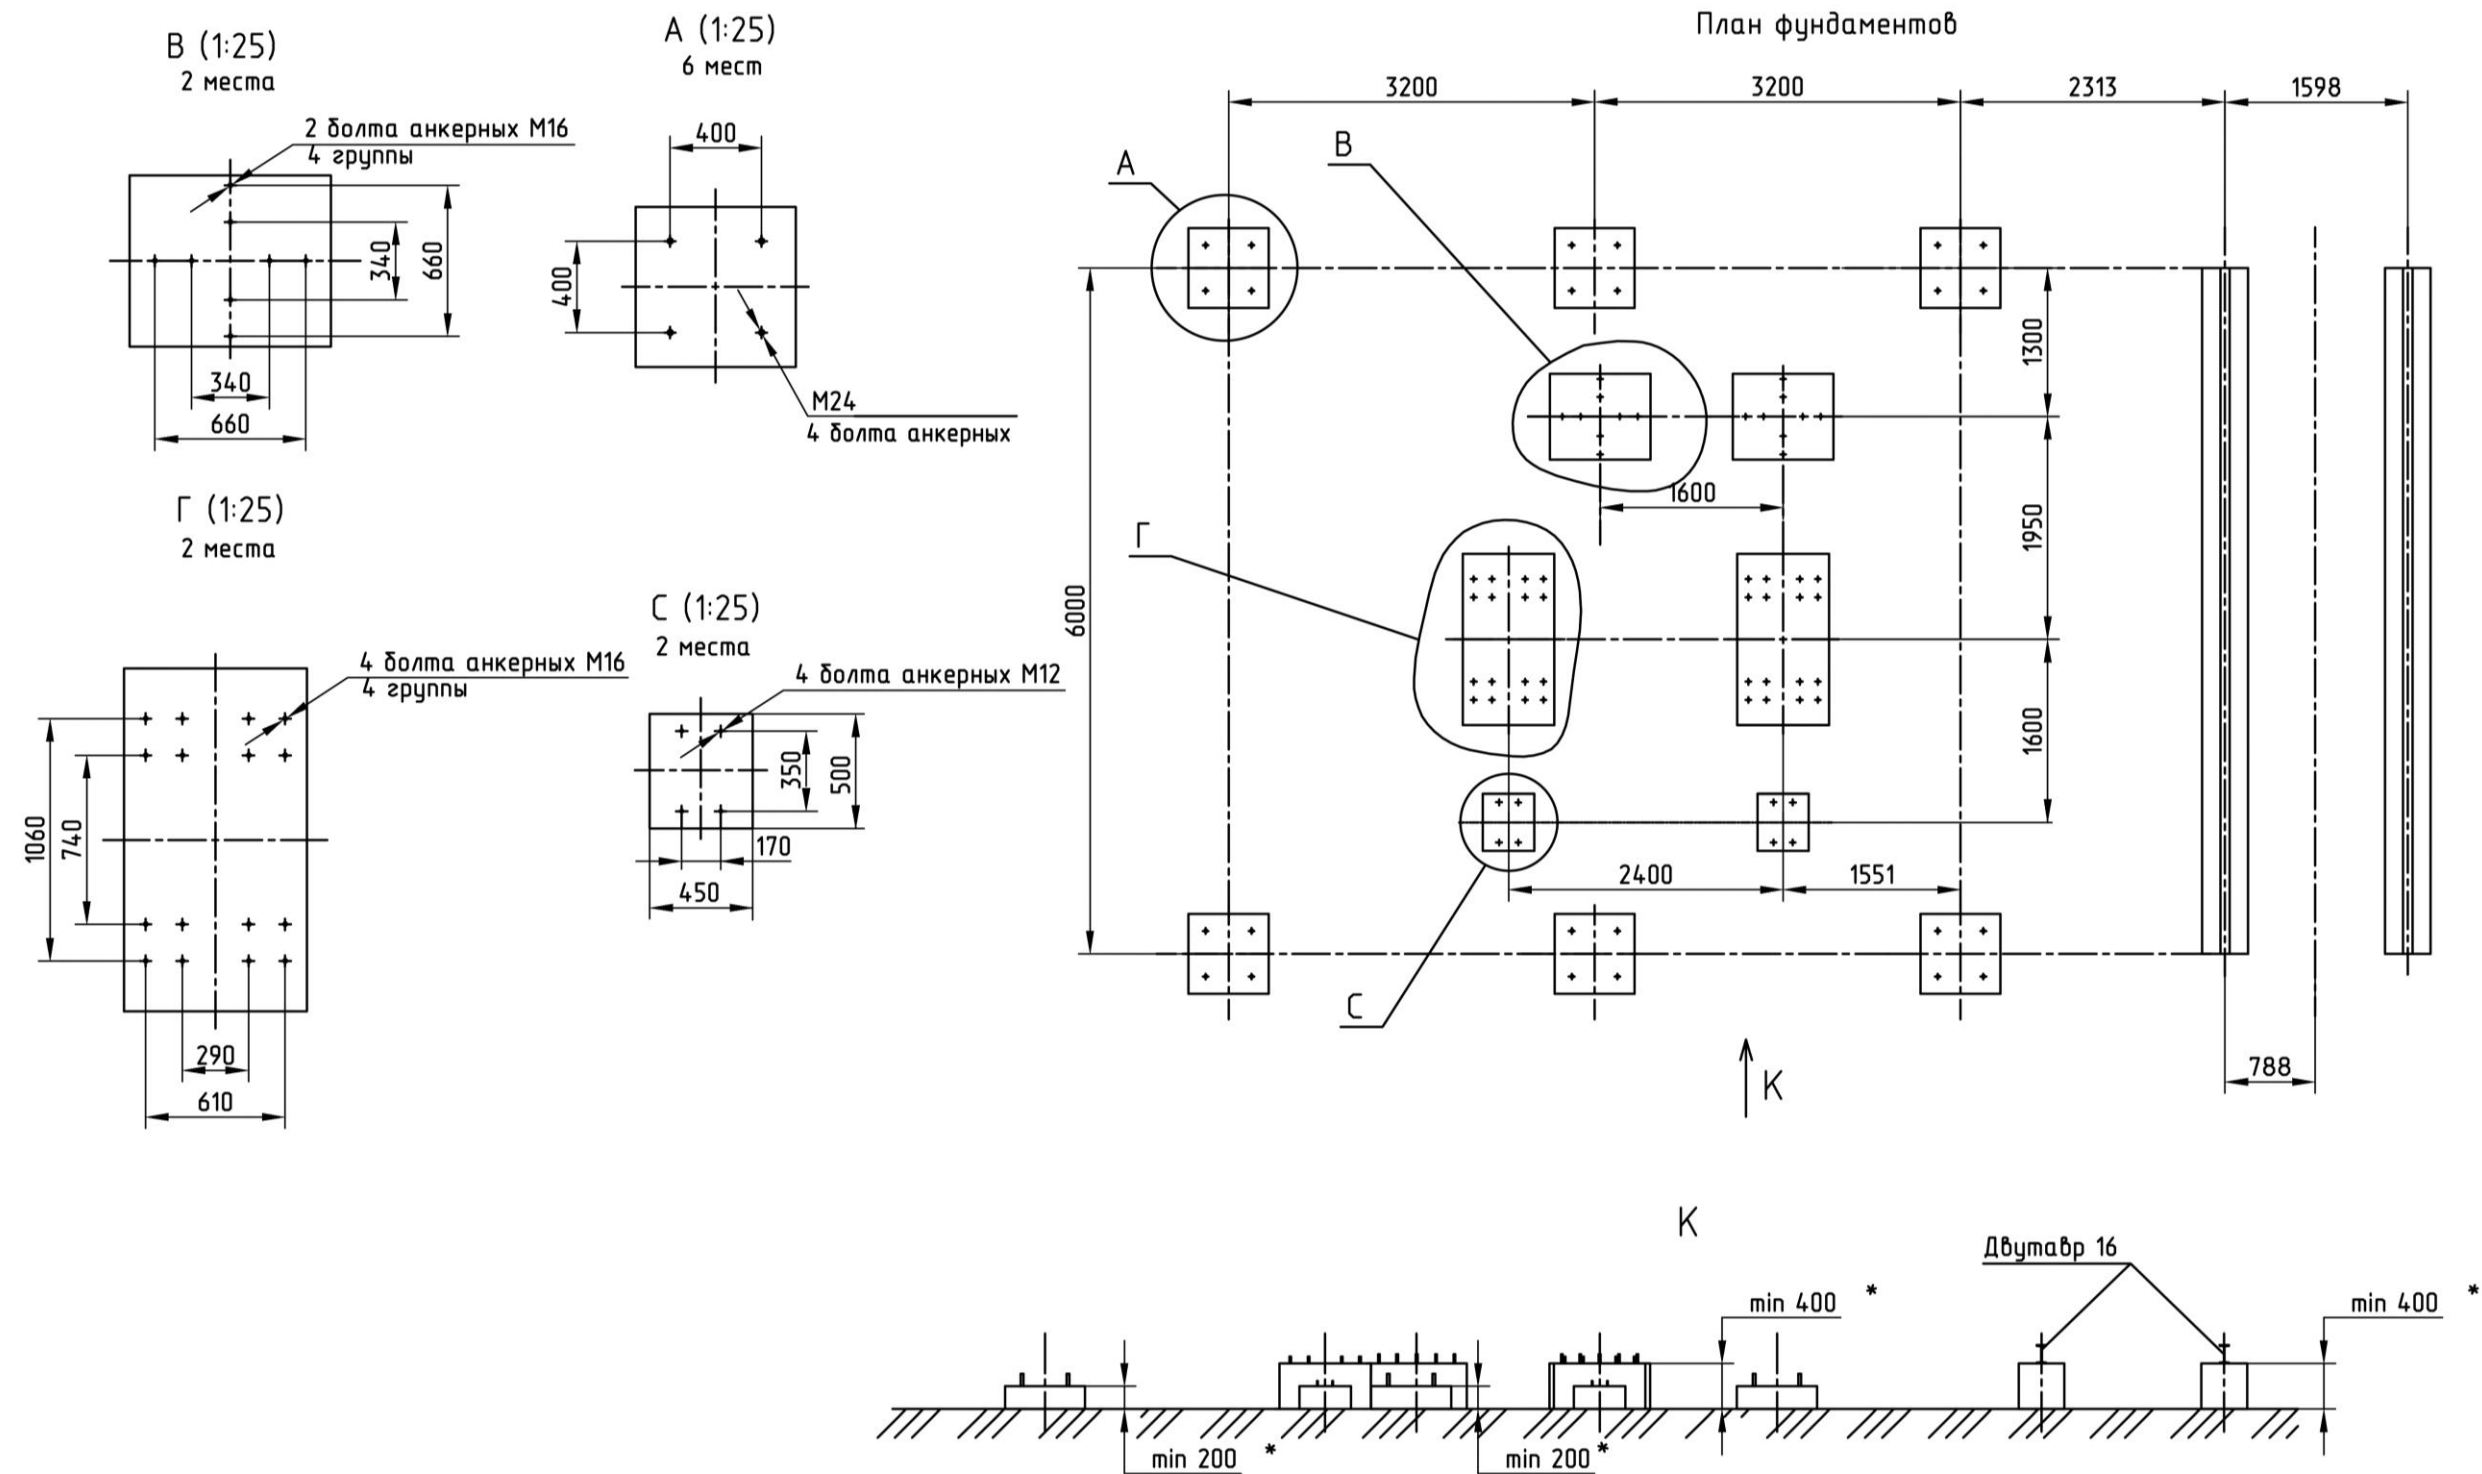 План фундаментов
В (1:25)
2 места
2 болта анкерных М16
4 группы
340
660
340
660
А (1:25)
6 мест
400
400
М24
4 болта анкерных
Г (1:25)
2 места
4 болта анкерных М16
4 группы
1060
740
290
610
С (1:25)
2 места
4 болта анкерных М12
350
500
170
450
3200
3200
2313
1598
А
В
Г
С
6000
1300
1950
1600
1600
2400
1551
788
К
К
Двутавр 16
min 400 *
min 400 *
min 200 *
min 200 *